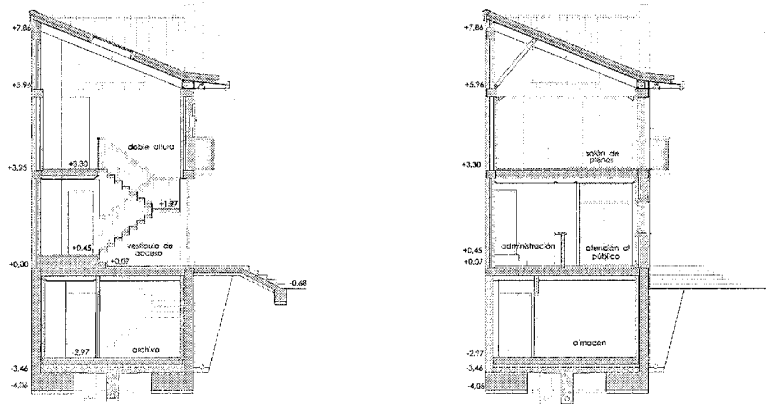 +7.86
+5.96
doble altura
+3.30
+3.25
+1.87
+0.45
vestíbulo de
acceso
+0.00
+0.07
-0.68
-2.97
archivo
-3.46
-4.06
+7.86
+5.96
salón de
plenos
+3.30
administración
atención al
público
+0.45
+0.07
almacen
-2.97
-3.46
-4.06